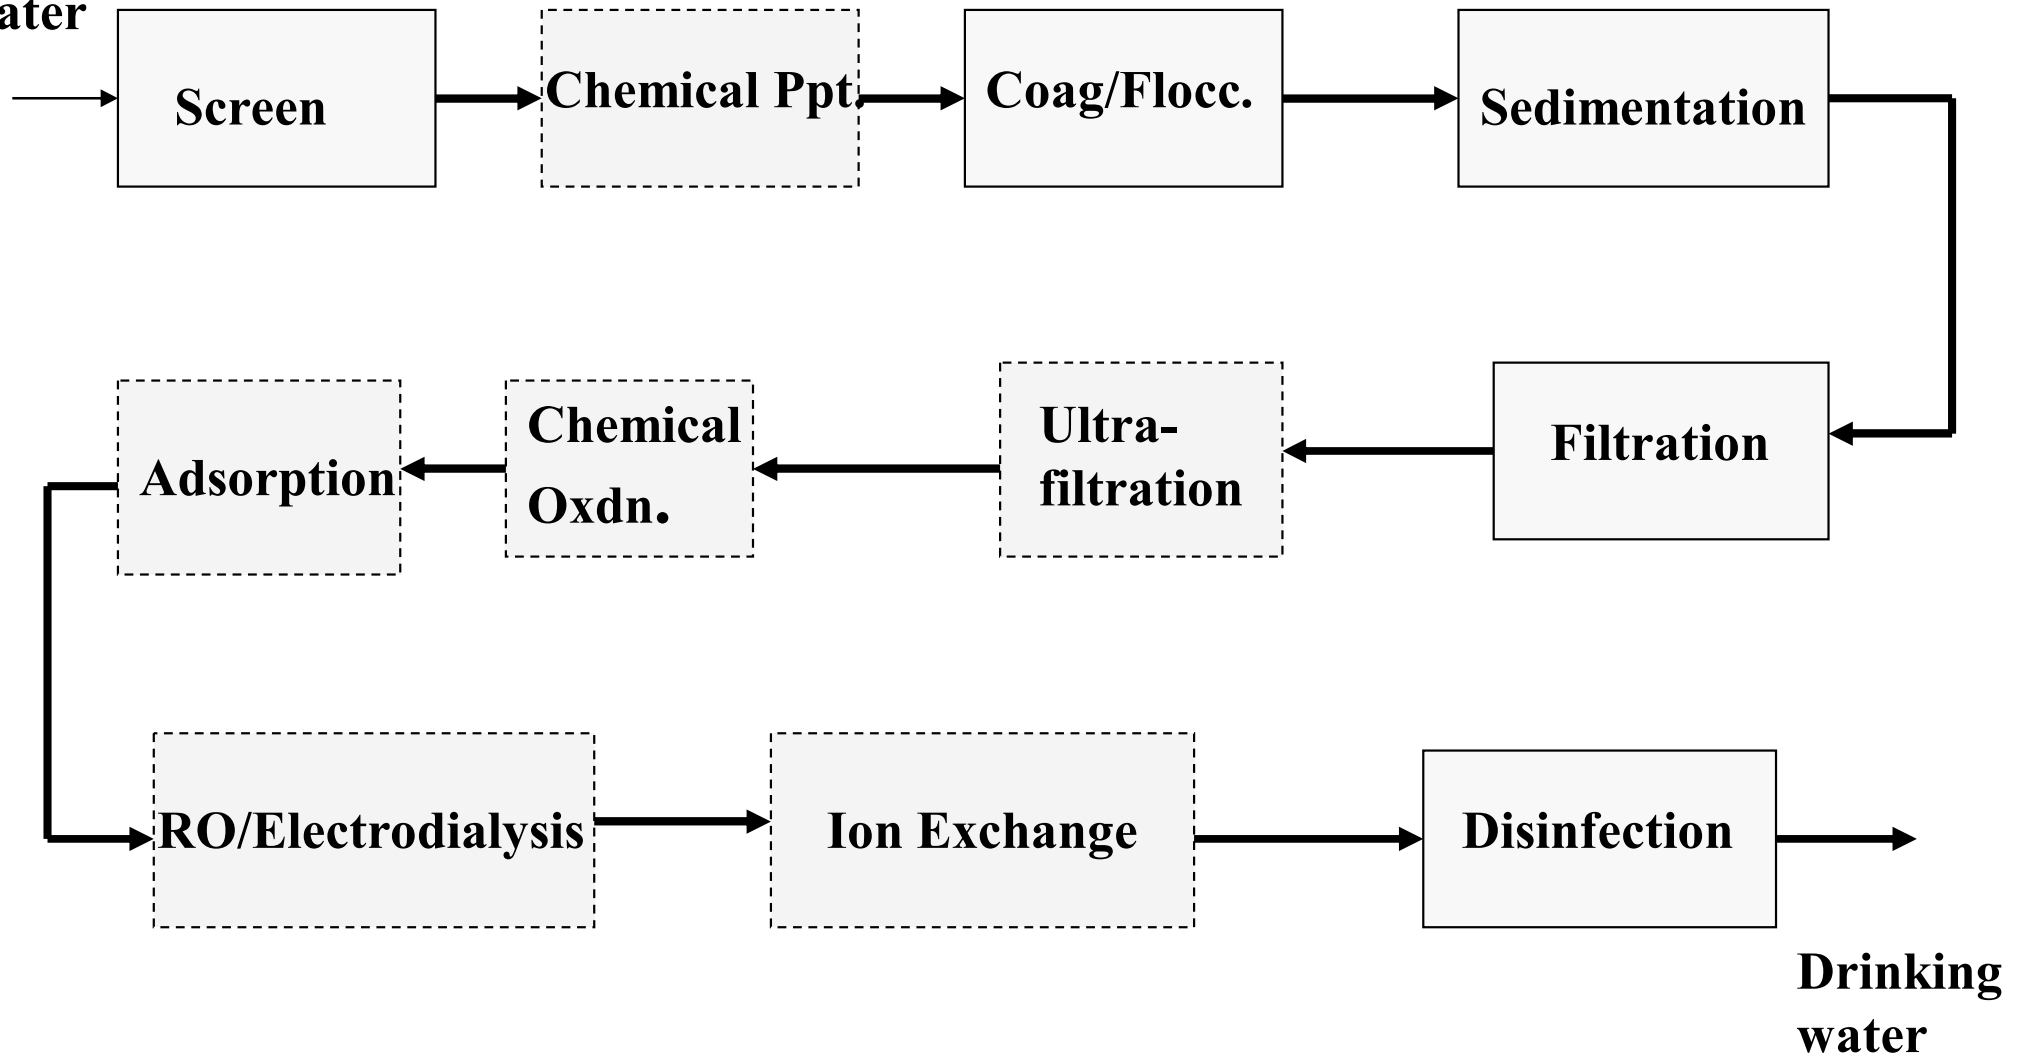 ater
Screen
Chemical Ppt.
Coag/Flocc.
Sedimentation
Adsorption
Chemical
Oxdn.
Ultra-
filtration
Filtration
RO/Electrodialysis
Ion Exchange
Disinfection
Drinking
water